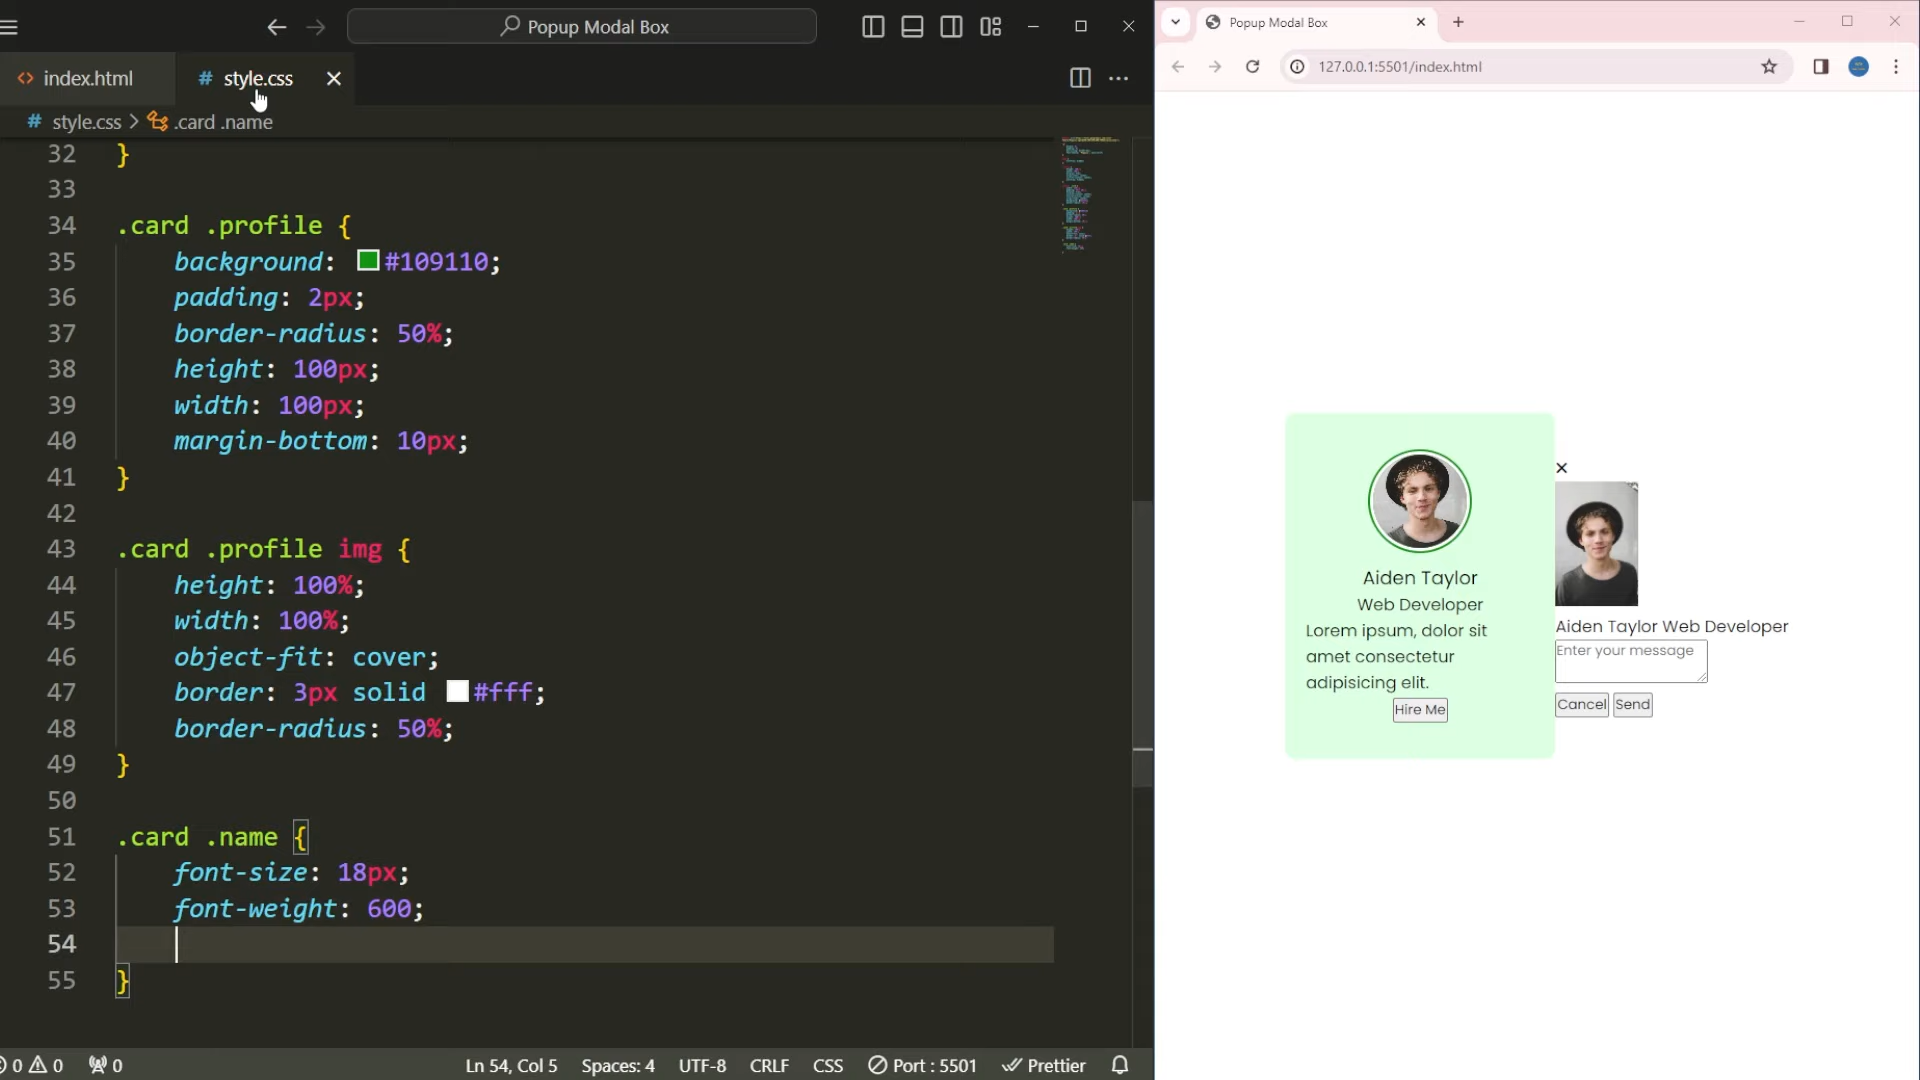 Popup Modal Box
index.html
style.css
style.css > .card .name
32 }
33
34 .card .profile {
35 background: #109110;
36 padding: 2px;
37 border-radius: 50%;
38 height: 100px;
39 width: 100px;
40 margin-bottom: 10px;
41 }
42
43 .card .profile img {
44 height: 100%;
45 width: 100%;
46 object-fit: cover;
47 border: 3px solid #fff;
48 border-radius: 50%;
49 }
50
51 .card .name {
52 font-size: 18px;
53 font-weight: 600;
54
55 }
0 0 0 Ln 54, Col 5 Spaces: 4 UTF-8 CRLF CSS Port : 5501 Prettier
Popup Modal Box
127.0.0.1:5501/index.html
Aiden Taylor
Web Developer
Lorem ipsum, dolor sit
amet consectetur
adipisicing elit.
Hire Me
Aiden Taylor Web Developer
Enter your message
Cancel Send